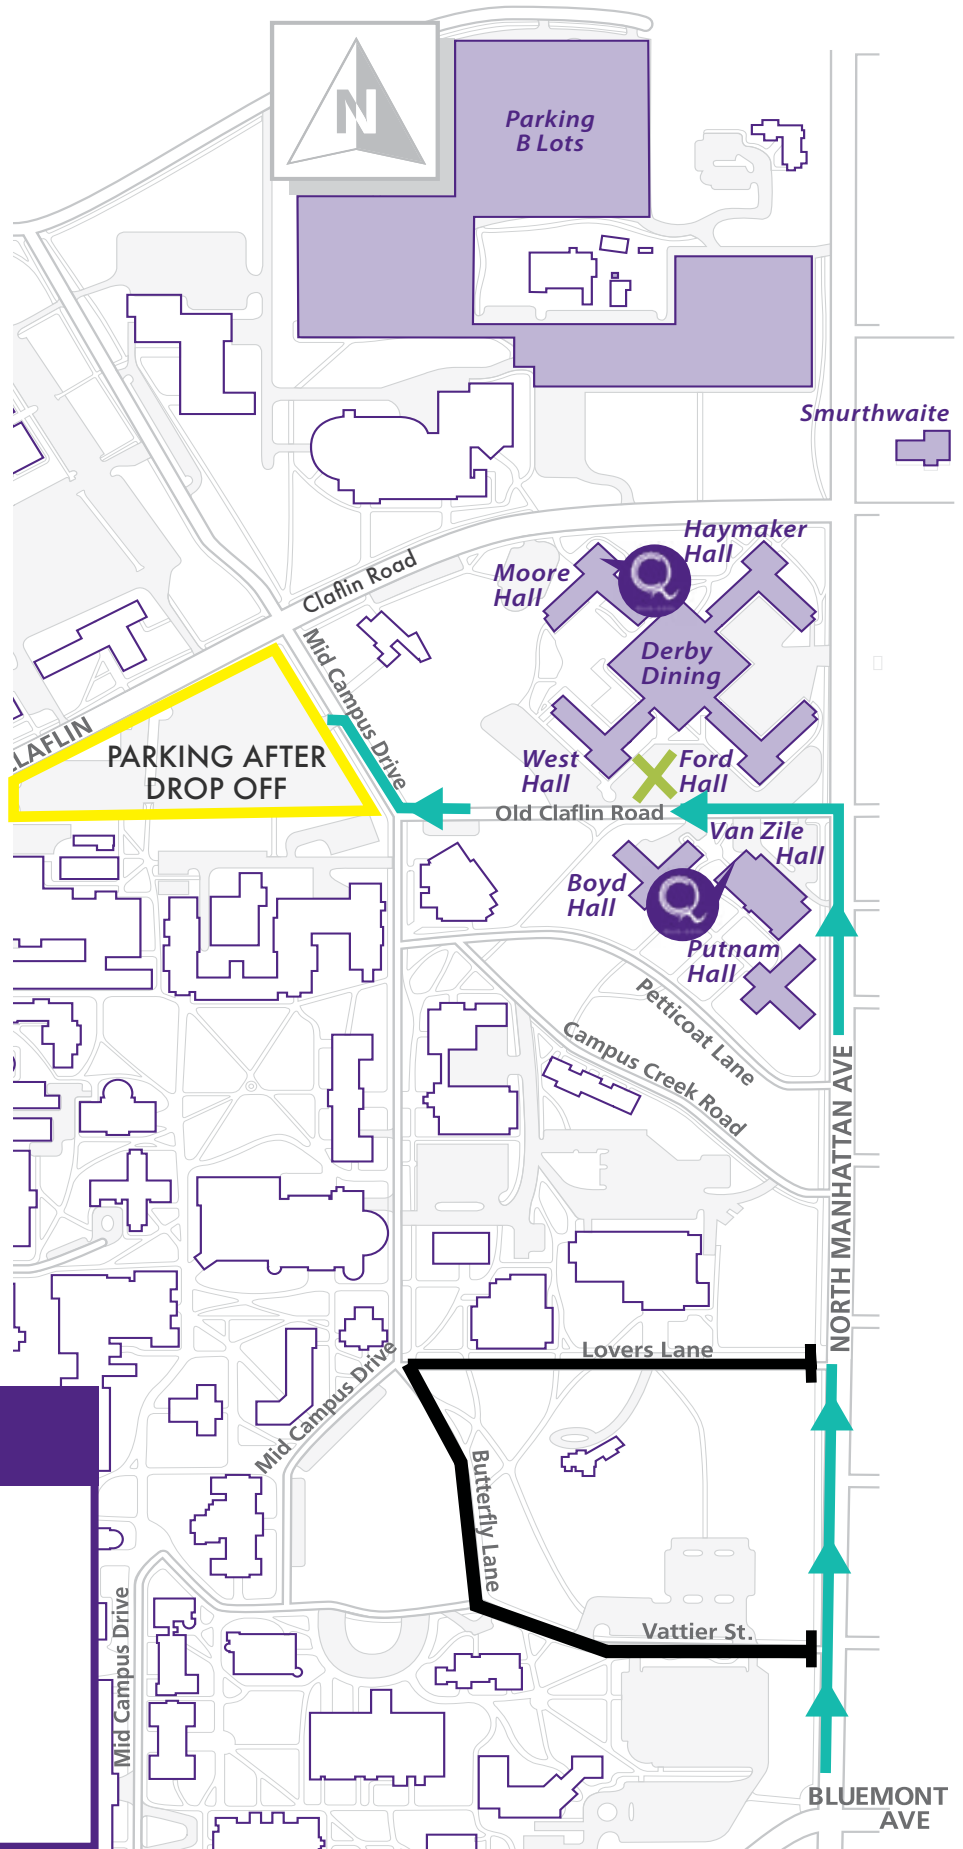 N
Parking
B Lots
Smurthwaite
Haymaker
Hall
Moore
Hall
Q
Claflin Road
Derby
Dining
Mid Campus Drive
LAFLIN
PARKING AFTER
DROP OFF
West
Hall
Ford
Hall
Old Claflin Road
Van Zile
Hall
Boyd
Hall
Q
Putnam
Hall
Petticoat Lane
Campus Creek Road
NORTH MANHATTAN AVE
Lovers Lane
Mid Campus Drive
Butterfly Lane
Mid Campus Drive
Vattier St.
BLUEMONT
AVE